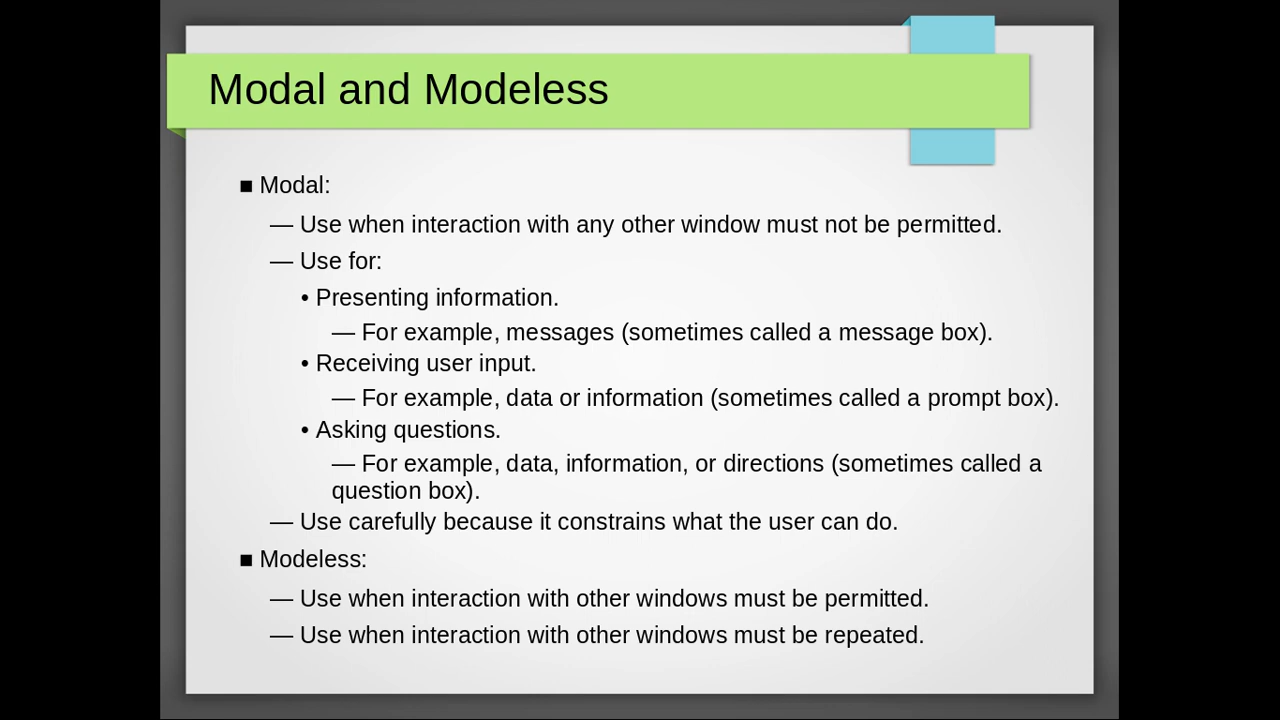 Modal and Modeless
■ Modal:
— Use when interaction with any other window must not be permitted.
— Use for:
• Presenting information.
— For example, messages (sometimes called a message box).
• Receiving user input.
— For example, data or information (sometimes called a prompt box).
• Asking questions.
— For example, data, information, or directions (sometimes called a
question box).
— Use carefully because it constrains what the user can do.
■ Modeless:
— Use when interaction with other windows must be permitted.
— Use when interaction with other windows must be repeated.